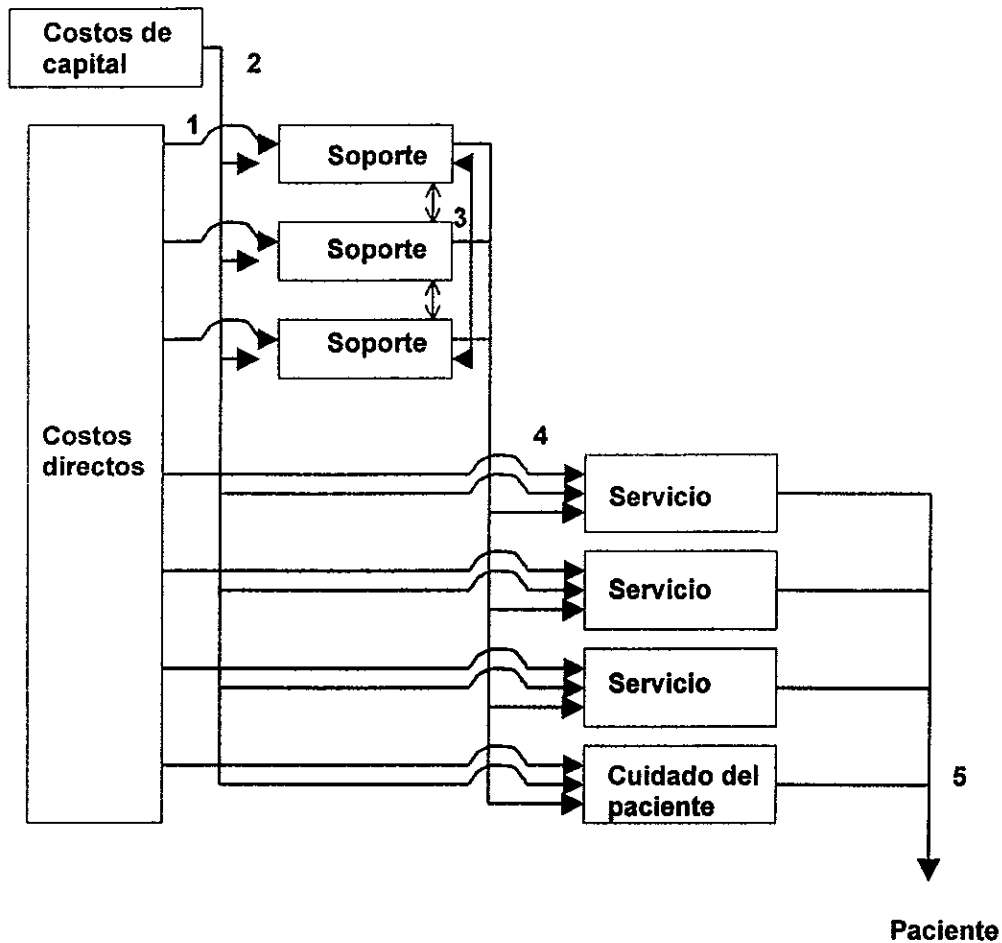 Costos de
capital
2
1
Soporte
3
Soporte
Soporte
Costos
directos
4
Servicio
Servicio
Servicio
Cuidado del
paciente
5
Paciente